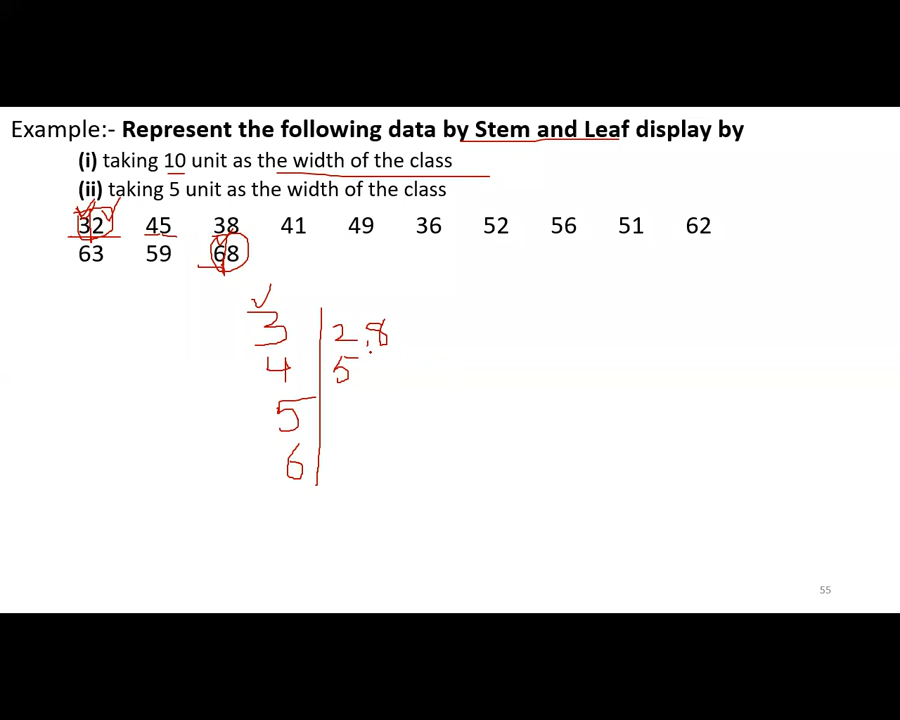 Example:- Represent the following data by Stem and Leaf display by
(i) taking 10 unit as the width of the class
(ii) taking 5 unit as the width of the class
32 45 38 41 49 36 52 56 51 62
63 59 68
3 2,8
4 5
5
6
55